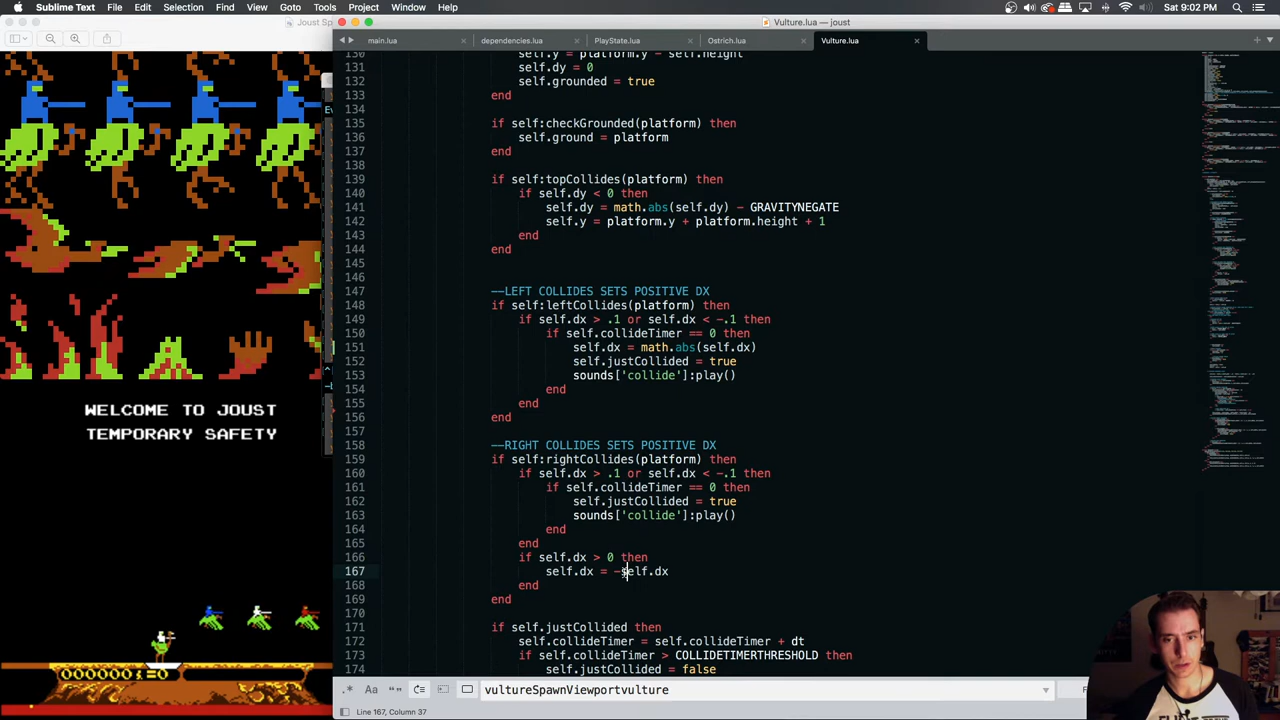 Sublime Text File Edit Selection Find View Goto Tools Project Window Help
Sat 9:02 PM
Joust Sp
Vulture.lua — joust
main.lua
dependencies.lua
PlayState.lua
Ostrich.lua
Vulture.lua
130 self.y = platform.y - self.height
131 self.dy = 0
132 self.grounded = true
133 end
134
135 if self:checkGrounded(platform) then
136 self.ground = platform
137 end
138
139 if self:topCollides(platform) then
140 if self.dy < 0 then
141 self.dy = math.abs(self.dy) - GRAVITYNEGATE
142 self.y = platform.y + platform.height + 1
143 end
144 end
145
146
147 --LEFT COLLIDES SETS POSITIVE DX
148 if self:leftCollides(platform) then
149 if self.dx > .1 or self.dx < -.1 then
150 if self.collideTimer == 0 then
151 self.dx = math.abs(self.dx)
152 self.justCollided = true
153 sounds['collide']:play()
154 end
155 end
156 end
157
158 --RIGHT COLLIDES SETS POSITIVE DX
159 if self:rightCollides(platform) then
160 if self.dx > .1 or self.dx < -.1 then
161 if self.collideTimer == 0 then
162 self.justCollided = true
163 sounds['collide']:play()
164 end
165 end
166 if self.dx > 0 then
167 self.dx = -self.dx
168 end
169 end
170
171 if self.justCollided then
172 self.collideTimer = self.collideTimer + dt
173 if self.collideTimer > COLLIDETIMERTHRESHOLD then
174 self.justCollided = false
WELCOME TO JOUST
TEMPORARY SAFETY
vultureSpawnViewportvulture
Line 167, Column 37